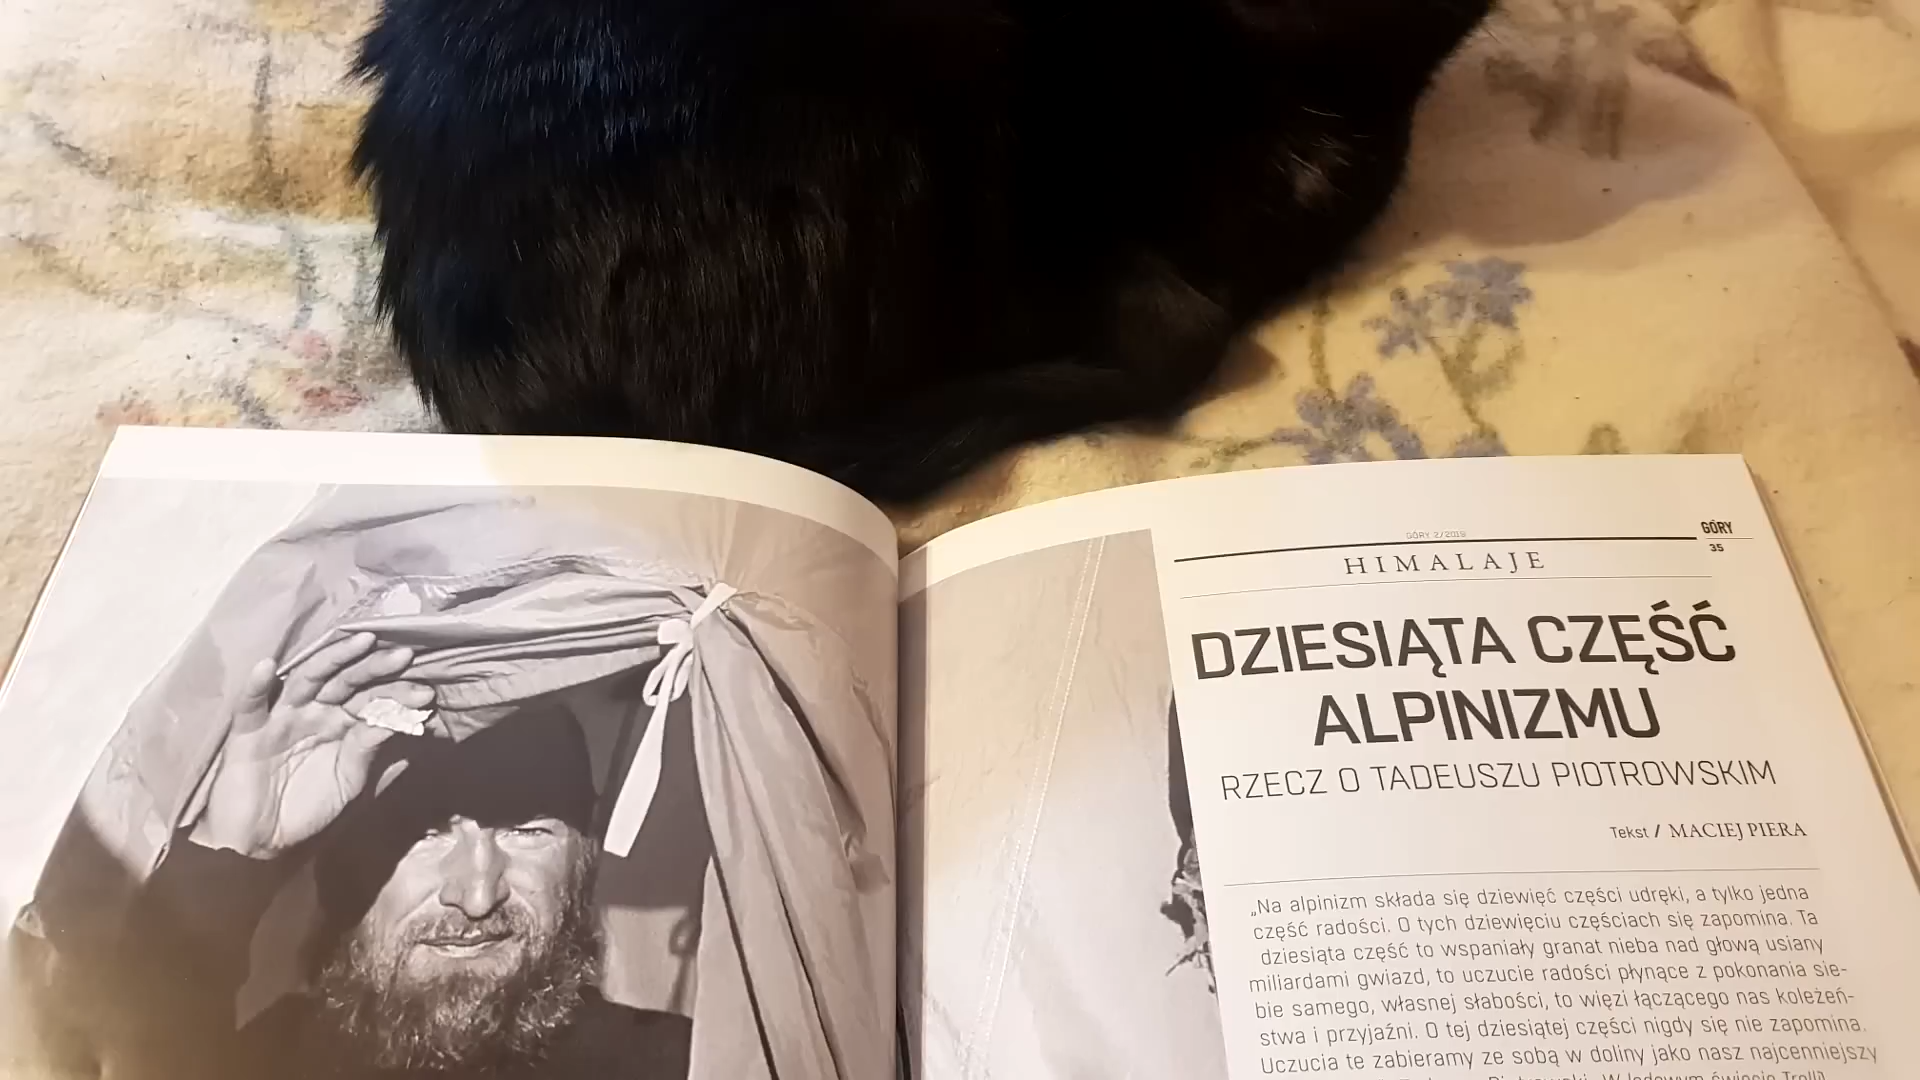 GÓRY 2/2016
GÓRY
35
HIMALAJE
DZIESIĄTA CZĘŚĆ
ALPINIZMU
RZECZ O TADEUSZU PIOTROWSKIM
Tekst / MACIEJ PIERA
„Na alpinizm składa się dziewięć części udręki, a tylko jedna
część radości. O tych dziewięciu częściach się zapomina. Ta
dziesiąta część to wspaniały granat nieba nad głową usiany
miliardami gwiazd, to uczucie radości płynące z pokonania sie-
bie samego, własnej słabości, to więzi łączącego nas koleżeń-
stwa i przyjaźni. O tej dziesiątej części nigdy się nie zapomina.
Uczucia te zabieramy ze sobą w doliny jako nasz najcenniejszy